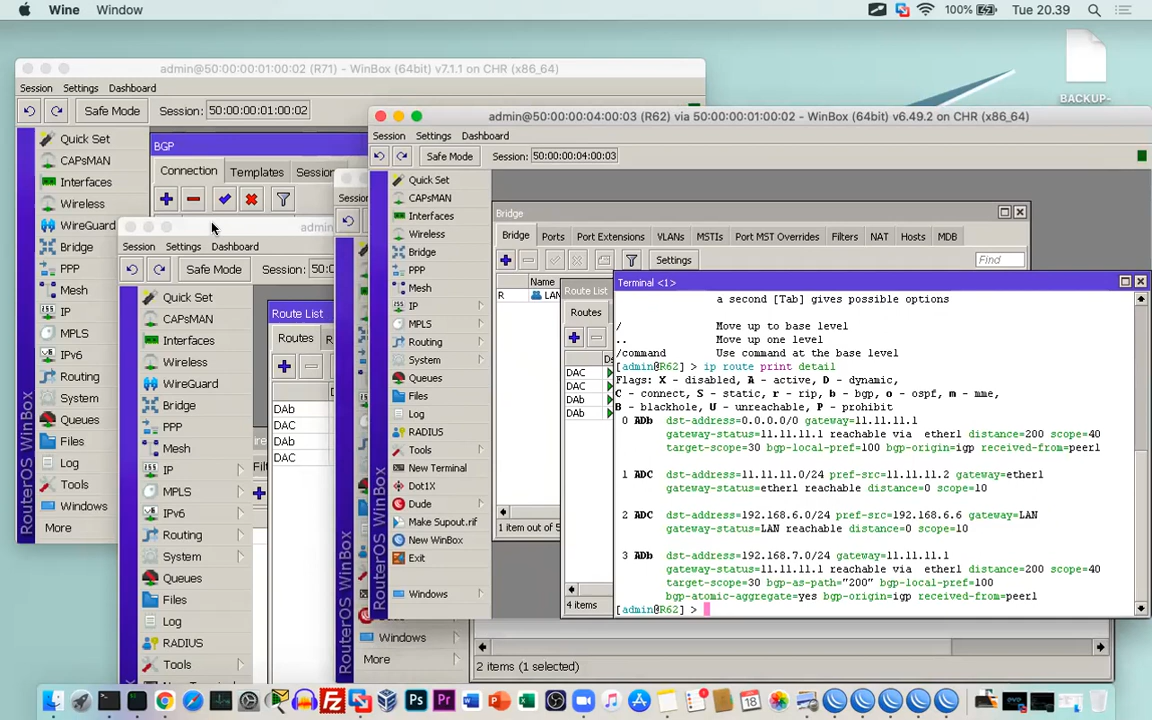 Wine Window
100% Tue 20.39
BACKUP-
admin@50:00:00:01:00:02 (R71) - WinBox (64bit) v7.1.1 on CHR (x86_64)
Session Settings Dashboard
Safe Mode Session: 50:00:00:01:00:02
Quick Set
CAPsMAN
Interfaces
Wireless
WireGuard
Bridge
PPP
Mesh
IP
MPLS
IPv6
Routing
System
Queues
Files
Log
Tools
Windows
More
RouterOS WinBox
BGP
Connection Templates
admin
Session Settings Dashboard
Safe Mode Session:
Quick Set
CAPsMAN
Interfaces
Wireless
WireGuard
Bridge
PPP
Mesh
IP
MPLS
IPv6
Routing
System
Queues
Files
Log
RADIUS
Tools
RouterOS WinBox
Route List
Routes
DAb
DAC
DAb
DAC
Windows
More
RouterOS WinBox
2 items (1 selected)
admin@50:00:00:04:00:03 (R62) via 50:00:00:01:00:02 - WinBox (64bit) v6.49.2 on CHR (x86_64)
Session Settings Dashboard
Safe Mode Session: 50:00:00:04:00:03
Quick Set
CAPsMAN
Interfaces
Wireless
Bridge
PPP
Mesh
IP
MPLS
Routing
System
Queues
Files
Log
RADIUS
Tools
New Terminal
Dot1X
Dude
Make Supout.rif
New WinBox
Exit
Windows
RouterOS WinBox
Bridge
Bridge Ports Port Extensions VLANs MSTIs Port MST Overrides Filters NAT Hosts MDB
Settings Find
Name
R LAN
1 item out of 5
Route List
Routes
DAC
DAC
DAb
DAb
4 items
Terminal <1>
a second [Tab] gives possible options
/ Move up to base level
.. Move up one level
/command Use command at the base level
[admin@R62] > ip route print detail
Flags: X - disabled, A - active, D - dynamic,
C - connect, S - static, r - rip, b - bgp, o - ospf, m - mme,
B - blackhole, U - unreachable, P - prohibit
0 ADb dst-address=0.0.0.0/0 gateway=11.11.11.1
gateway-status=11.11.11.1 reachable via ether1 distance=200 scope=40
target-scope=30 bgp-local-pref=100 bgp-origin=igp received-from=peer1
1 ADC dst-address=11.11.11.0/24 pref-src=11.11.11.2 gateway=ether1
gateway-status=ether1 reachable distance=0 scope=10
2 ADC dst-address=192.168.6.0/24 pref-src=192.168.6.6 gateway=LAN
gateway-status=LAN reachable distance=0 scope=10
3 ADb dst-address=192.168.7.0/24 gateway=11.11.11.1
gateway-status=11.11.11.1 reachable via ether1 distance=200 scope=40
target-scope=30 bgp-as-path="200" bgp-local-pref=100
bgp-atomic-aggregate=yes bgp-origin=igp received-from=peer1
[admin@R62] >